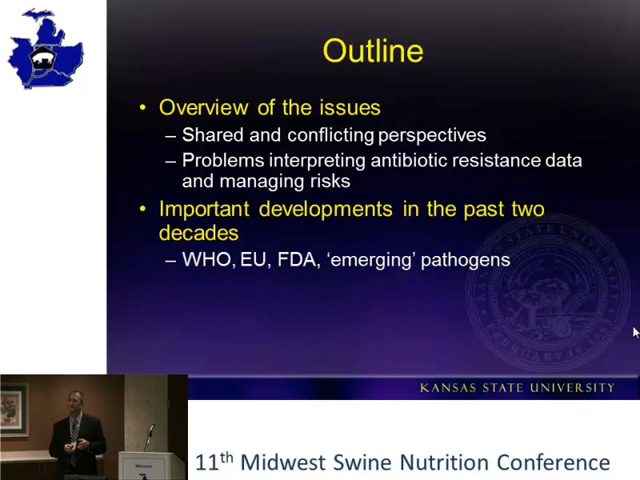 Outline
• Overview of the issues
– Shared and conflicting perspectives
– Problems interpreting antibiotic resistance data
and managing risks
• Important developments in the past two
decades
– WHO, EU, FDA, 'emerging' pathogens
KANSAS STATE UNIVERSITY
11th Midwest Swine Nutrition Conference